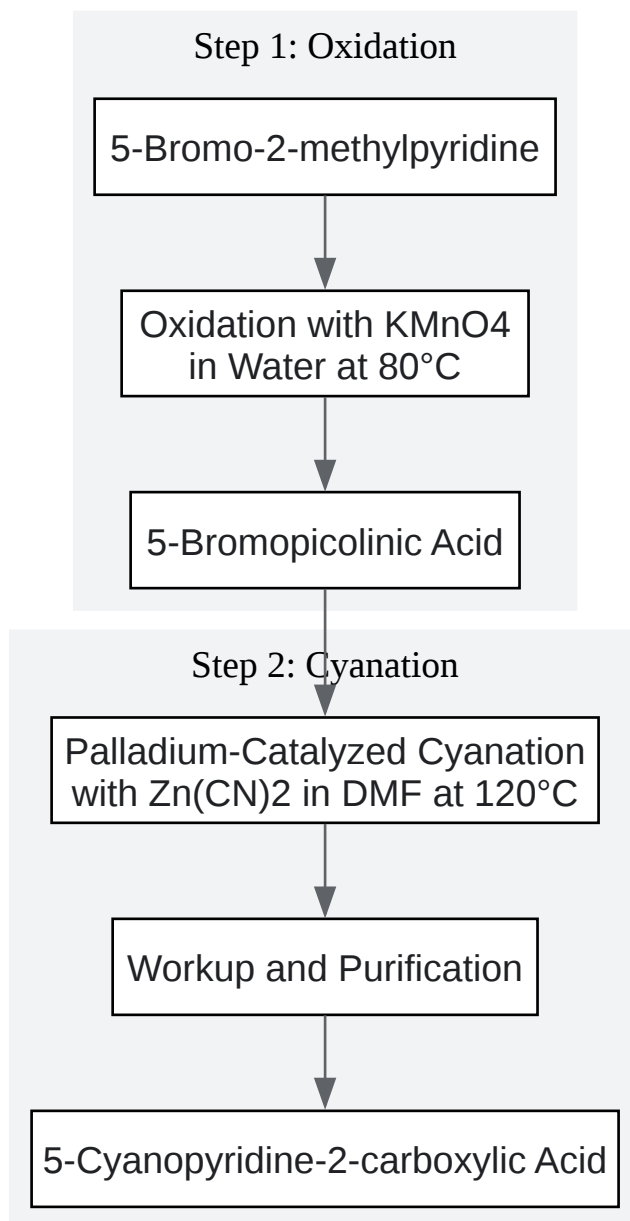 Step 1: Oxidation
5-Bromo-2-methylpyridine
Oxidation with KMnO4
in Water at 80°C
5-Bromopicolinic Acid
Step 2: Cyanation
Palladium-Catalyzed Cyanation
with Zn(CN)2 in DMF at 120°C
Workup and Purification
5-Cyanopyridine-2-carboxylic Acid